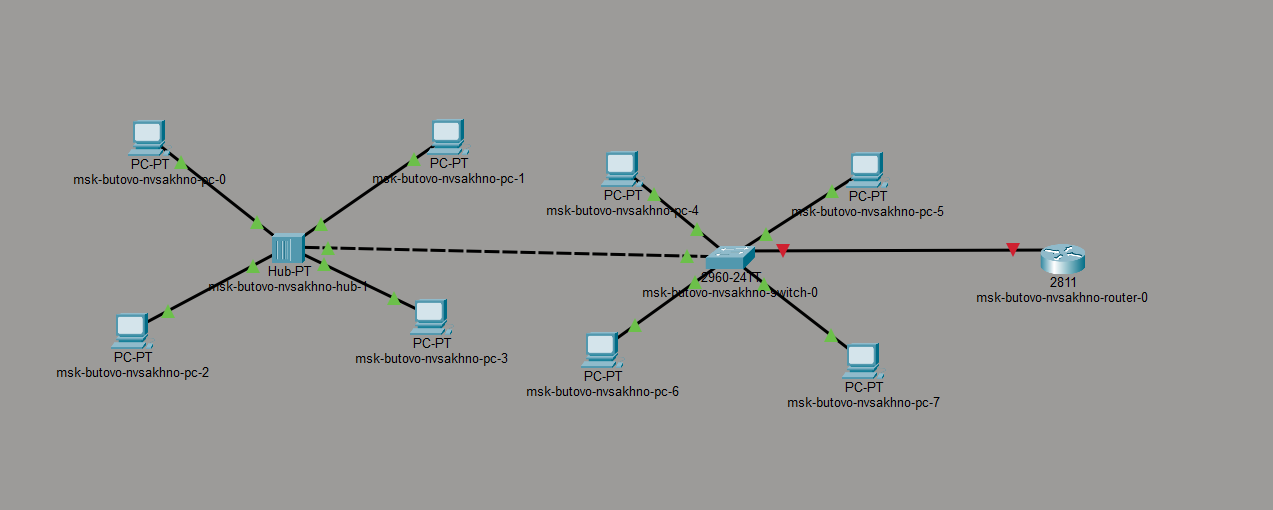 PC-PT
msk-butovo-nvsakhno-pc-0
PC-PT
msk-butovo-nvsakhno-pc-1
PC-PT
msk-butovo-nvsakhno-pc-4
PC-PT
msk-butovo-nvsakhno-pc-5
Hub-PT
msk-butovo-nvsakhno-hub-1
2960-24TT
msk-butovo-nvsakhno-switch-0
2811
msk-butovo-nvsakhno-router-0
PC-PT
msk-butovo-nvsakhno-pc-2
PC-PT
msk-butovo-nvsakhno-pc-3
PC-PT
msk-butovo-nvsakhno-pc-6
PC-PT
msk-butovo-nvsakhno-pc-7